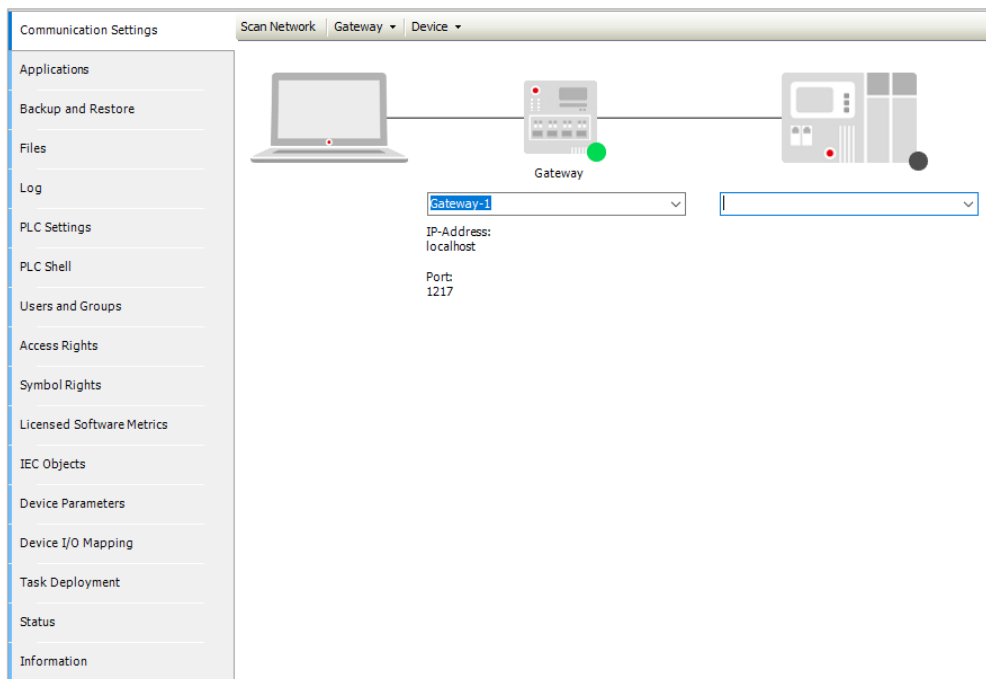 Communication Settings
Applications
Backup and Restore
Files
Log
PLC Settings
PLC Shell
Users and Groups
Access Rights
Symbol Rights
Licensed Software Metrics
IEC Objects
Device Parameters
Device I/O Mapping
Task Deployment
Status
Information
Scan Network Gateway Device
Gateway
Gateway-1
IP-Address:
localhost
Port:
1217